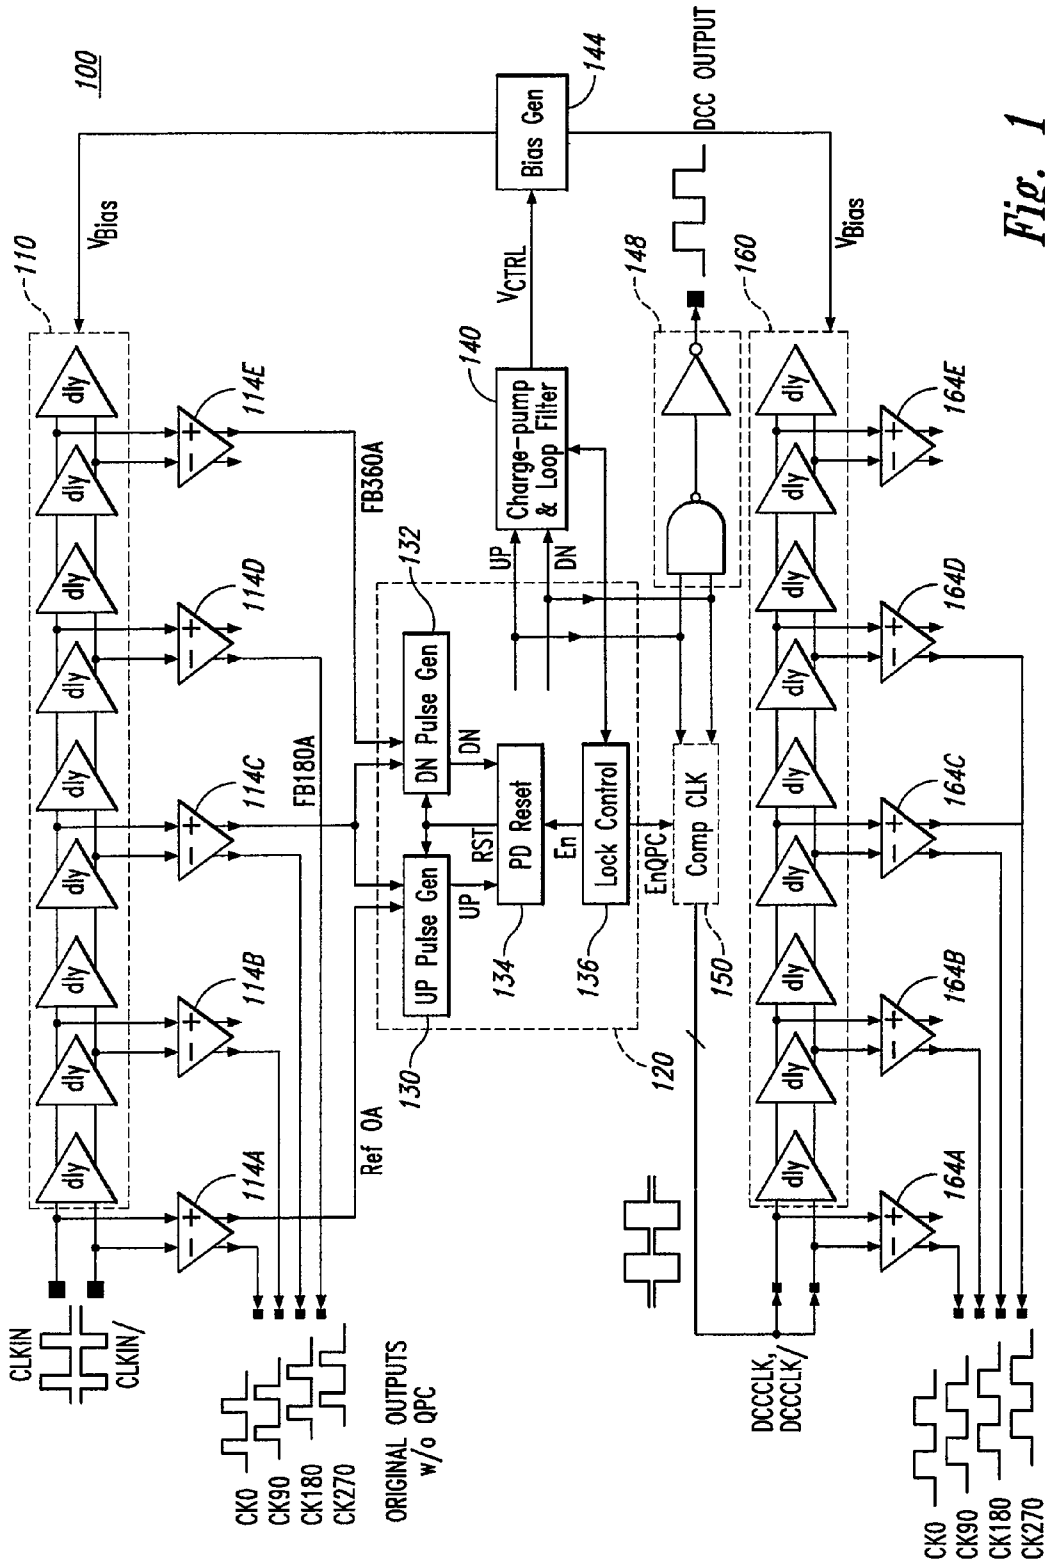 100
CLKIN
CLKIN/
110
dly
dly
dly
dly
dly
dly
dly
dly
dly
VBias
+
−
+
−
+
−
+
−
+
−
114A
114B
114C
114D
114E
CK0
CK90
CK180
CK270
ORIGINAL OUTPUTS
w/o QPC
Ref 0A
FB180A
FB360A
130
UP Pulse Gen
DN Pulse Gen
132
UP
RST
DN
134
PD Reset
En
136
Lock Control
EnQPC
120
UP
DN
140
Charge-pump
& Loop Filter
VCTRL
Bias Gen
144
150
Comp CLK
148
DCC OUTPUT
DCCCLK,
DCCCLK/
160
dly
dly
dly
dly
dly
dly
dly
dly
dly
VBias
+
−
+
−
+
−
+
−
+
−
164A
164B
164C
164D
164E
CK0
CK90
CK180
CK270
Fig. 1